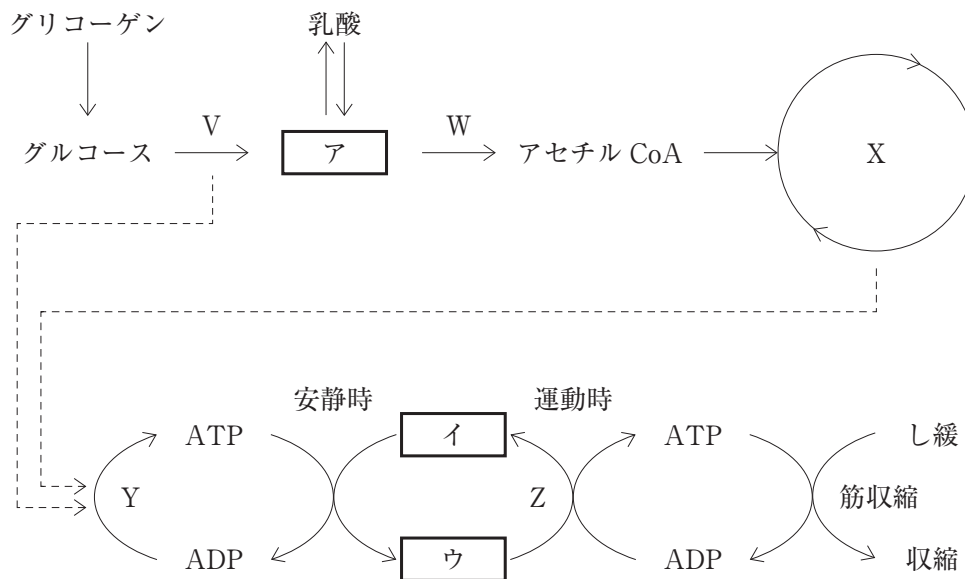 グリコーゲン 乳酸
V W
グルコース ア アセチル CoA X
安静時 イ 運動時
ATP ATP し緩
Y Z 筋収縮
ADP ウ ADP 収縮